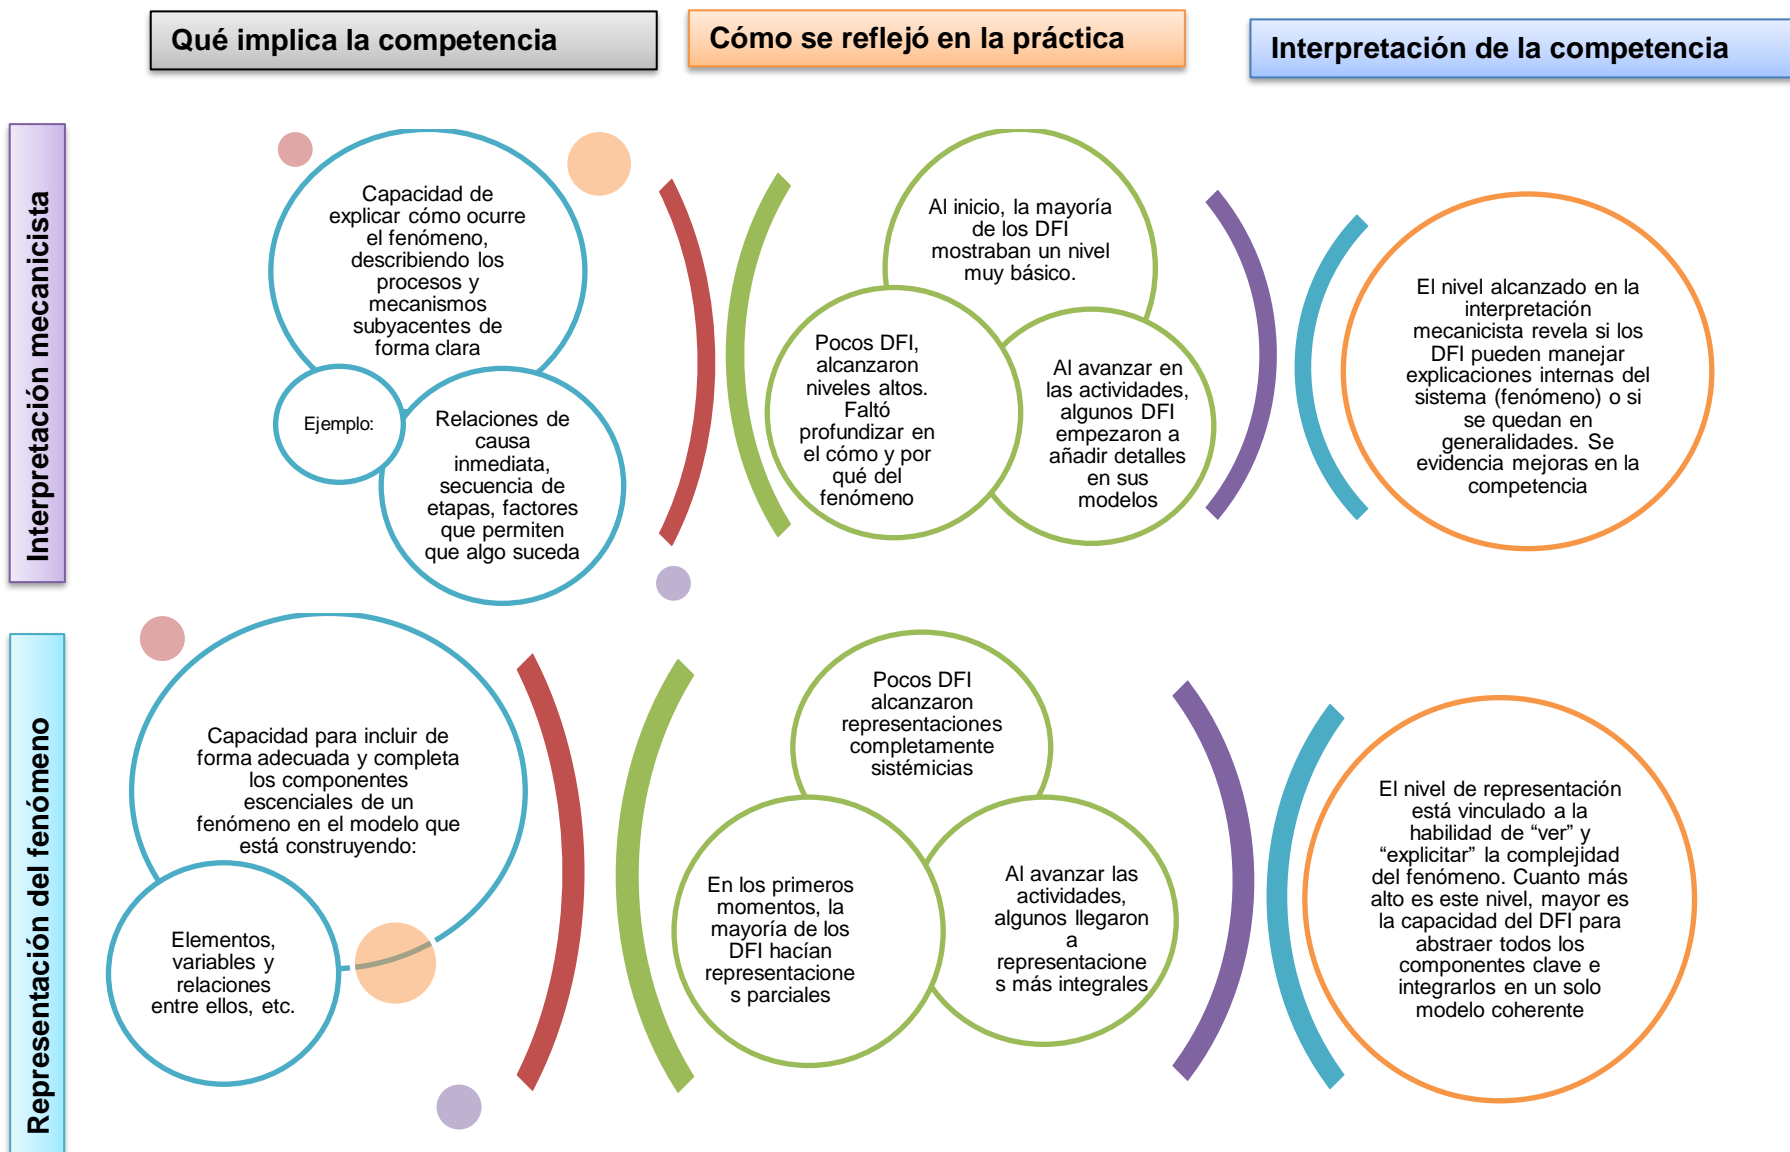 Qué implica la competencia
Cómo se reflejó en la práctica
Interpretación de la competencia
Interpretación mecanicista
Capacidad de
explicar cómo ocurre
el fenómeno,
describiendo los
procesos y
mecanismos
subyacentes de
forma clara
Ejemplo:
Relaciones de
causa
inmediata,
secuencia de
etapas, factores
que permiten
que algo suceda
Al inicio, la mayoría
de los DFI
mostraban un nivel
muy básico.
Pocos DFI,
alcanzaron
niveles altos.
Faltó
profundizar en
el cómo y por
qué del
fenómeno
Al avanzar en
las actividades,
algunos DFI
empezaron a
añadir detalles
en sus
modelos
El nivel alcanzado en la
interpretación
mecanicista revela si los
DFI pueden manejar
explicaciones internas del
sistema (fenómeno) o si
se quedan en
generalidades. Se
evidencia mejoras en la
competencia
Representación del fenómeno
Capacidad para incluir de
forma adecuada y completa
los componentes
escenciales de un
fenómeno en el modelo que
está construyendo:
Elementos,
variables y
relaciones
entre ellos, etc.
Pocos DFI
alcanzaron
representaciones
completamente
sistémicias
En los primeros
momentos, la
mayoría de los
DFI hacían
representacione
s parciales
Al avanzar las
actividades,
algunos llegaron
a
representacione
s más integrales
El nivel de representación
está vinculado a la
habilidad de “ver” y
“explicitar” la complejidad
del fenómeno. Cuanto más
alto es este nivel, mayor es
la capacidad del DFI para
abstraer todos los
componentes clave e
integrarlos en un solo
modelo coherente